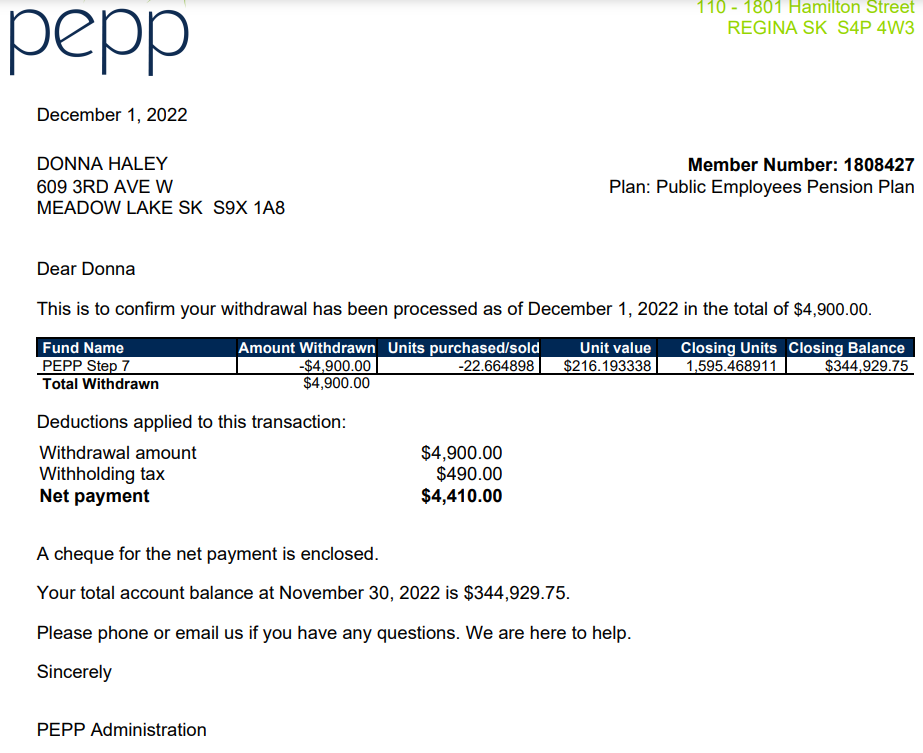 pepp
110 - 1801 Hamilton Street
REGINA SK S4P 4W3
December 1, 2022
DONNA HALEY
609 3RD AVE W
MEADOW LAKE SK S9X 1A8
Member Number: 1808427
Plan: Public Employees Pension Plan
Dear Donna
This is to confirm your withdrawal has been processed as of December 1, 2022 in the total of $4,900.00.
Fund Name Amount Withdrawn Units purchased/sold Unit value Closing Units Closing Balance
PEPP Step 7 -$4,900.00 -22.664898 $216.193338 1,595.468911 $344,929.75
Total Withdrawn $4,900.00
Deductions applied to this transaction:
Withdrawal amount $4,900.00
Withholding tax $490.00
Net payment $4,410.00
A cheque for the net payment is enclosed.
Your total account balance at November 30, 2022 is $344,929.75.
Please phone or email us if you have any questions. We are here to help.
Sincerely
PEPP Administration